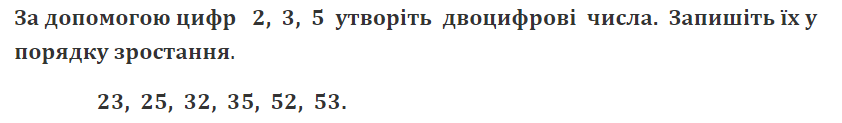 За допомогою цифр 2, 3, 5 утворіть двоцифрові числа. Запишіть їх у
порядку зростання.
23, 25, 32, 35, 52, 53.